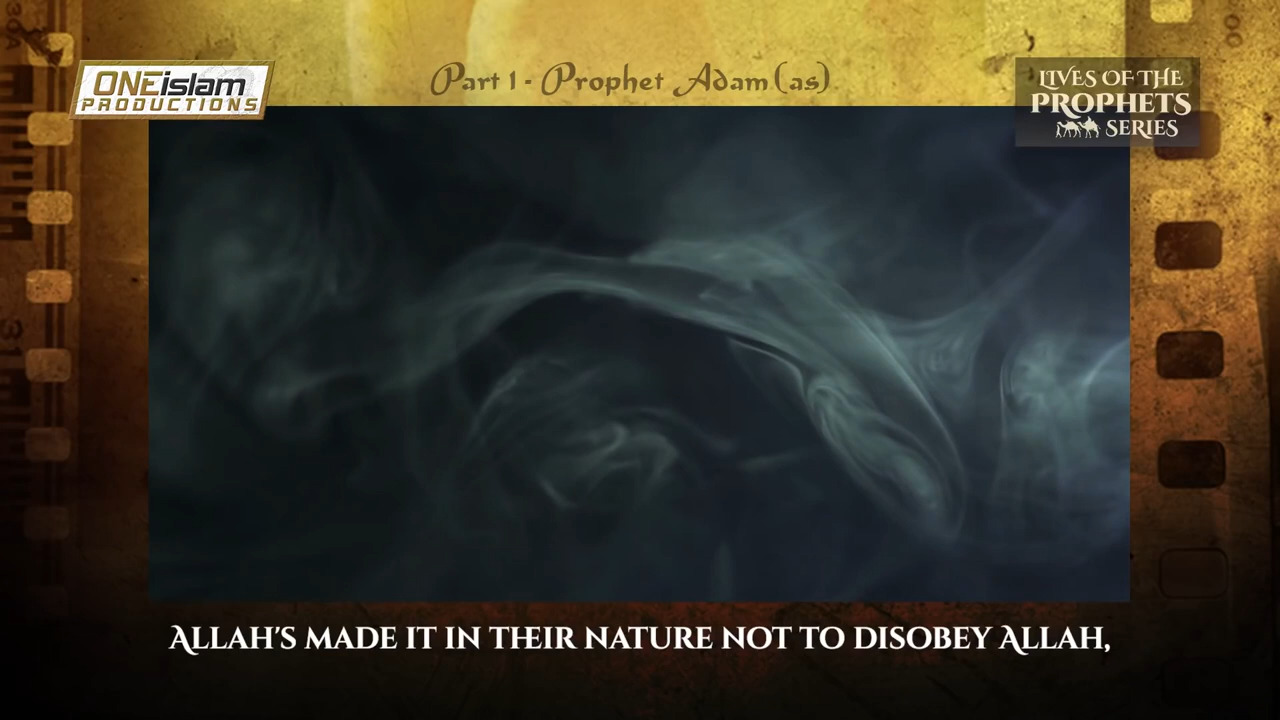 ONEislam
PRODUCTIONS
Part 1 - Prophet Adam (as)
LIVES OF THE
PROPHETS
SERIES
ALLAH'S MADE IT IN THEIR NATURE NOT TO DISOBEY ALLAH,